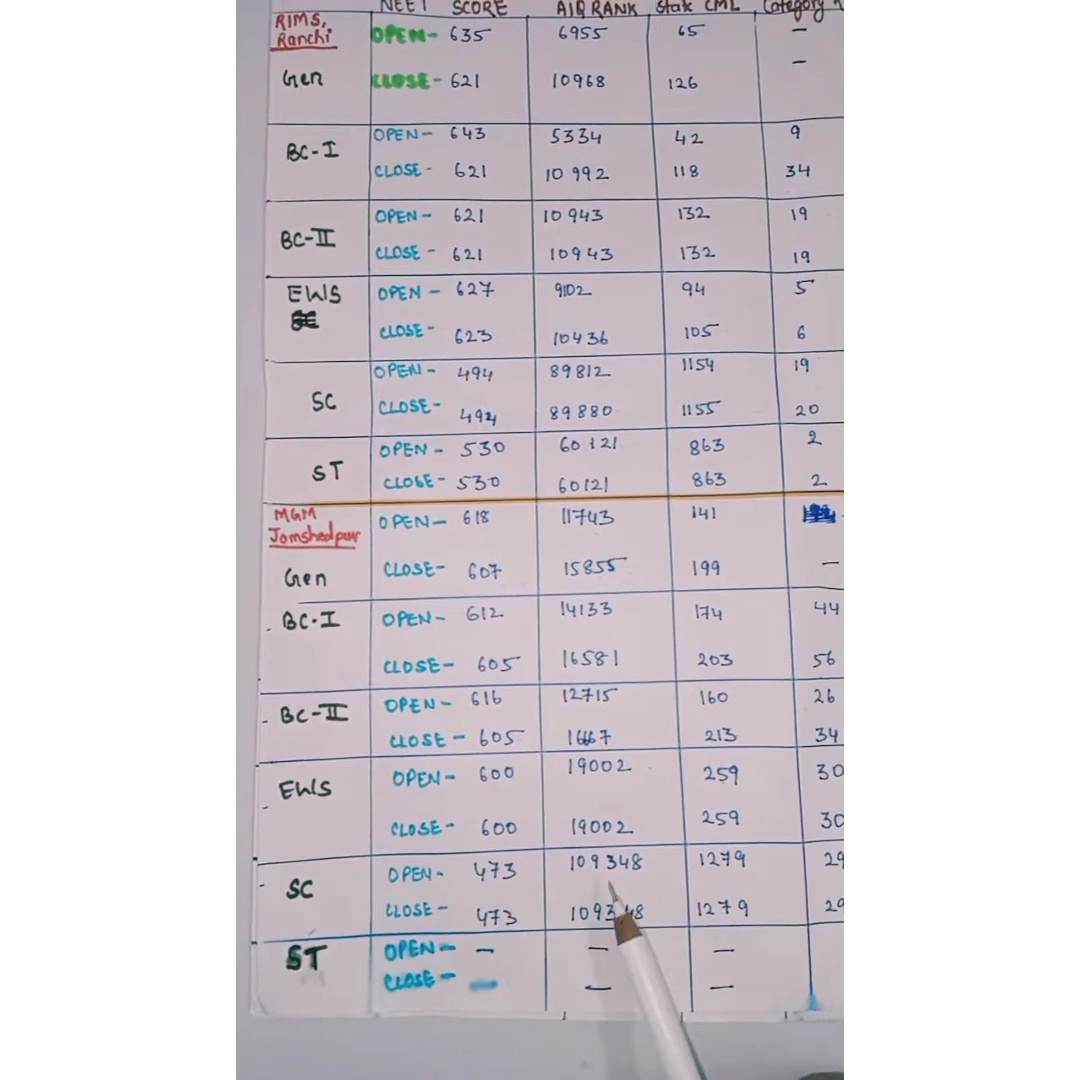 NEET SCORE AIQ RANK State CML Category
RIMS, Ranchi OPEN- 635 6955 65 -
Gen CLOSE- 621 10968 126 -
BC-I OPEN- 643 5334 42 9
CLOSE- 621 10992 118 34
BC-II OPEN- 621 10943 132 19
CLOSE- 621 10943 132 19
EWS OPEN- 627 9102 94 5
CLOSE- 623 10436 105 6
SC OPEN- 494 89812 1154 19
CLOSE- 494 89880 1155 20
ST OPEN- 530 60121 863 2
CLOSE- 530 60121 863 2
MGM Jamshedpur OPEN- 618 11743 141
Gen CLOSE- 607 15855 199 -
BC-I OPEN- 612 14133 174 44
CLOSE- 605 16581 203 56
BC-II OPEN- 616 12715 160 26
CLOSE- 605 16667 213 34
EWS OPEN- 600 19002 259 30
CLOSE- 600 19002 259 30
SC OPEN- 473 109348 1279 29
CLOSE- 473 109348 1279 29
ST OPEN- - - -
CLOSE- - -